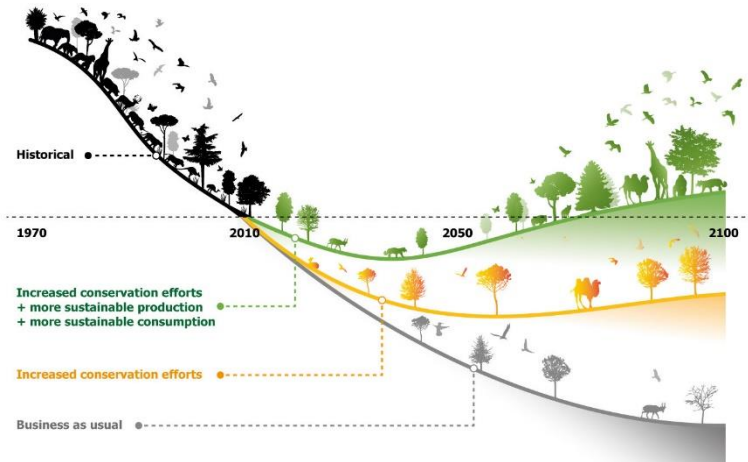 Historical
1970
2010
2050
2100
Increased conservation efforts
+ more sustainable production
+ more sustainable consumption
Increased conservation efforts
Business as usual